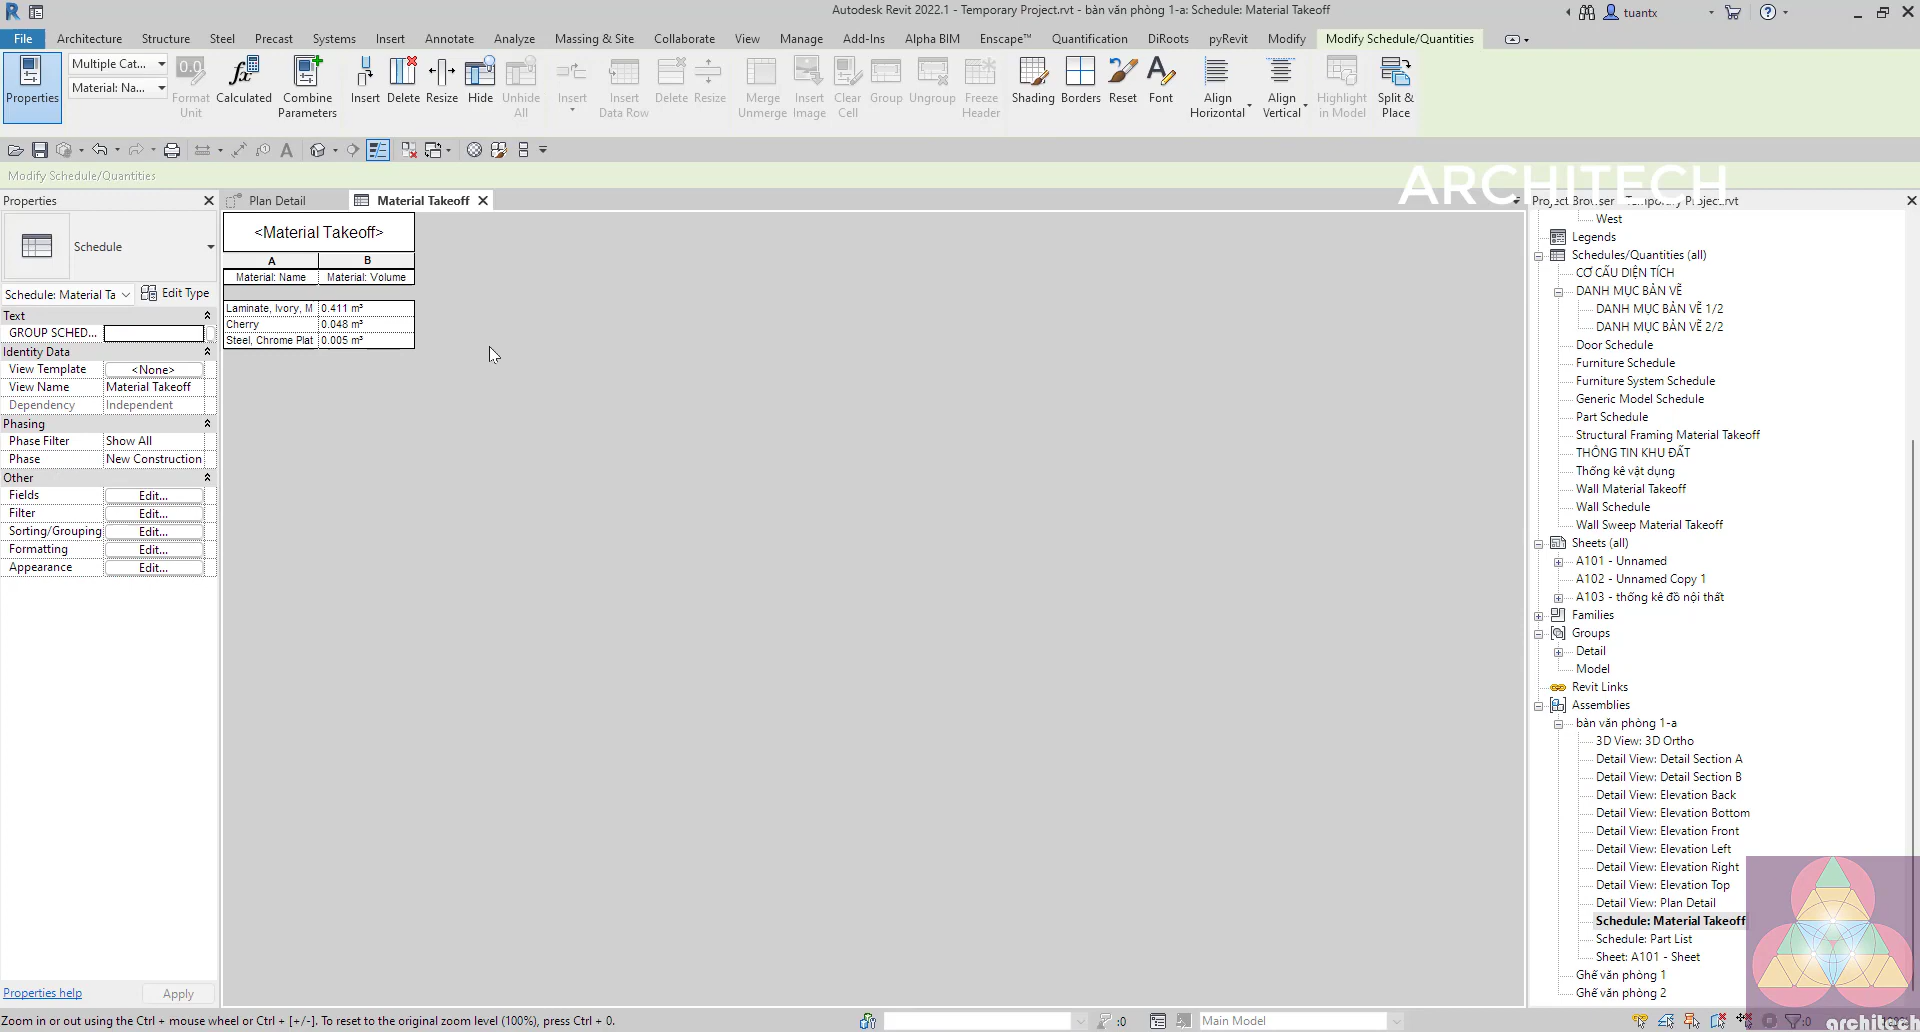 Autodesk Revit 2022.1 - Temporary Project.rvt - bàn văn phòng 1-a: Schedule: Material Takeoff
tuantx
File Architecture Structure Steel Precast Systems Insert Annotate Analyze Massing & Site Collaborate View Manage Add-Ins Alpha BIM Enscape™ Quantification DiRoots pyRevit Modify Modify Schedule/Quantities
Properties
Multiple Cat...
Material: Na...
Format Unit
Calculated
Combine Parameters
Insert
Delete
Resize
Hide
Unhide All
Insert
Insert Data Row
Delete
Resize
Merge Unmerge
Insert Image
Clear Cell
Group
Ungroup
Freeze Header
Shading
Borders
Reset
Font
Align Horizontal
Align Vertical
Highlight in Model
Split & Place
Modify Schedule/Quantities
ARCHITECH
Properties
Schedule
Schedule: Material Ta
Edit Type
Text
GROUP SCHED...
Identity Data
View Template <None>
View Name Material Takeoff
Dependency Independent
Phasing
Phase Filter Show All
Phase New Construction
Other
Fields Edit...
Filter Edit...
Sorting/Grouping Edit...
Formatting Edit...
Appearance Edit...
Properties help
Apply
Plan Detail
Material Takeoff
<Material Takeoff>
A B
Material: Name Material: Volume
Laminate, Ivory, M 0.411 m³
Cherry 0.048 m³
Steel, Chrome Plat 0.005 m³
Project Browser - Temporary Project.rvt
West
Legends
Schedules/Quantities (all)
CƠ CẤU DIỆN TÍCH
DANH MỤC BẢN VẼ
DANH MỤC BẢN VẼ 1/2
DANH MỤC BẢN VẼ 2/2
Door Schedule
Furniture Schedule
Furniture System Schedule
Generic Model Schedule
Part Schedule
Structural Framing Material Takeoff
THÔNG TIN KHU ĐẤT
Thống kê vật dụng
Wall Material Takeoff
Wall Schedule
Wall Sweep Material Takeoff
Sheets (all)
A101 - Unnamed
A102 - Unnamed Copy 1
A103 - thống kê đồ nội thất
Families
Groups
Detail
Model
Revit Links
Assemblies
bàn văn phòng 1-a
3D View: 3D Ortho
Detail View: Detail Section A
Detail View: Detail Section B
Detail View: Elevation Back
Detail View: Elevation Bottom
Detail View: Elevation Front
Detail View: Elevation Left
Detail View: Elevation Right
Detail View: Elevation Top
Detail View: Plan Detail
Schedule: Material Takeoff
Schedule: Part List
Sheet: A101 - Sheet
Ghế văn phòng 1
Ghế văn phòng 2
Zoom in or out using the Ctrl + mouse wheel or Ctrl + [+/-]. To reset to the original zoom level (100%), press Ctrl + 0.
:0
Main Model
:0
architech